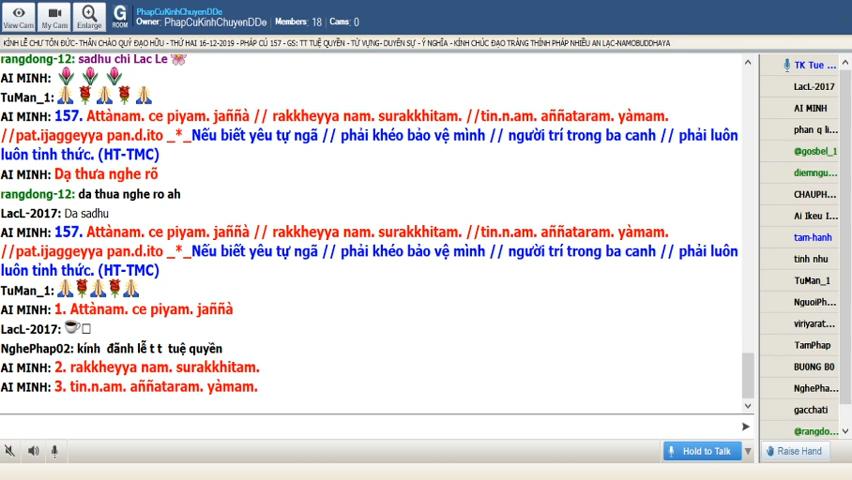 View Cam
My Cam
Enlarge
G
ROOM
PhapCuKinhChuyenDDe
Owner: PhapCuKinhChuyenDDe Members: 18 Cams: 0
KÍNH LỄ CHƯ TÔN ĐỨC- THÂN CHÀO QUÝ ĐẠO HỮU - THỨ HAI 16-12-2019 - PHÁP CÚ 157 - GS: TT TUỆ QUYỀN - TỪ VỰNG- DUYÊN SỰ - Ý NGHĨA - KÍNH CHÚC ĐẠO TRÀNG THÍNH PHÁP NHIỀU AN LẠC-NAMOBUDDHAYA
rangdong-12: sadhu chi Lac Le
AI MINH:
TuMan_1:
AI MINH: 157. Attànam. ce piyam. jaññà // rakkheyya nam. surakkhitam. //tin.n.am. aññataram. yàmam.
//pat.ijaggeyya pan.d.ito _*_Nếu biết yêu tự ngã // phải khéo bảo vệ mình // người trí trong ba canh // phải luôn
luôn tỉnh thức. (HT-TMC)
AI MINH: Dạ thưa nghe rõ
rangdong-12: da thua nghe ro ah
LacL-2017: Da sadhu
AI MINH: 157. Attànam. ce piyam. jaññà // rakkheyya nam. surakkhitam. //tin.n.am. aññataram. yàmam.
//pat.ijaggeyya pan.d.ito _*_Nếu biết yêu tự ngã // phải khéo bảo vệ mình // người trí trong ba canh // phải luôn
luôn tỉnh thức. (HT-TMC)
TuMan_1:
AI MINH: 1. Attànam. ce piyam. jaññà
LacL-2017:
NghePhap02: kính đãnh lễ t t tuệ quyền
AI MINH: 2. rakkheyya nam. surakkhitam.
AI MINH: 3. tin.n.am. aññataram. yàmam.
Hold to Talk
TK Tue ...
LacL-2017
AI MINH
phan q li...
@gosbel_1
diemngu...
CHAUPH...
Ai Ikeu I...
tam-hanh
tinh nhu
TuMan_1
NguoiPh...
viriyarat...
TamPhap
BUONG BO
NghePha...
gacchati
@rangdo...
Raise Hand